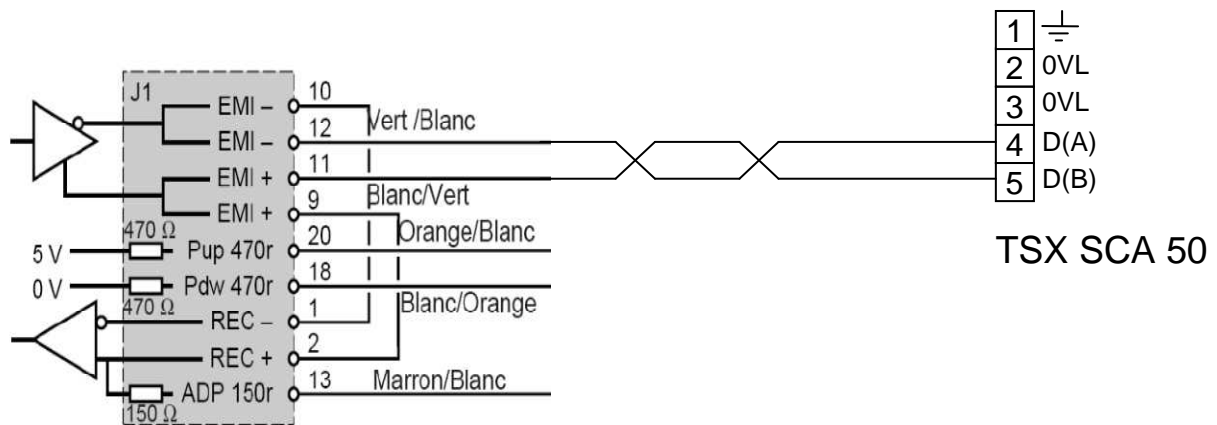 J1
EMI –
10
Vert /Blanc
EMI –
12
EMI +
11
Blanc/Vert
EMI +
9
470 Ω
5 V
Pup 470r
20
Orange/Blanc
0 V
Pdw 470r
18
Blanc/Orange
470 Ω
REC –
1
REC +
2
ADP 150r
13
Marron/Blanc
150 Ω
1
2 0VL
3 0VL
4 D(A)
5 D(B)
TSX SCA 50